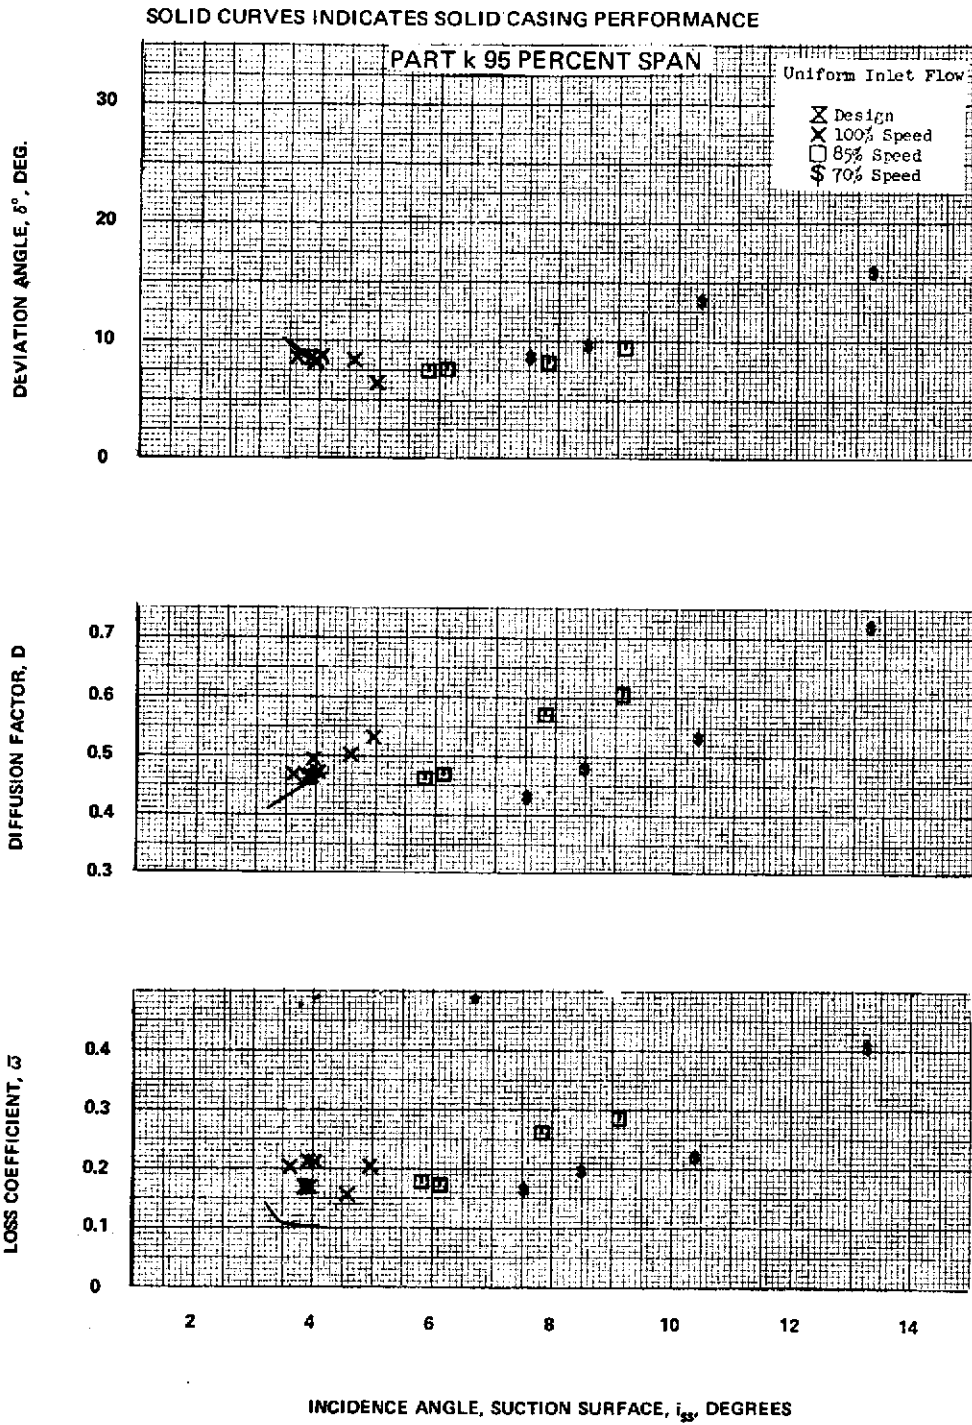 SOLID CURVES INDICATES SOLID CASING PERFORMANCE
PART k 95 PERCENT SPAN
Uniform Inlet Flow
Design
100% Speed
85% Speed
$ 70% Speed
DEVIATION ANGLE, δ°, DEG.
30
20
10
0
DIFFUSION FACTOR, D
0.7
0.6
0.5
0.4
0.3
LOSS COEFFICIENT, ω̄
0.4
0.3
0.2
0.1
0
2 4 6 8 10 12 14
INCIDENCE ANGLE, SUCTION SURFACE, iss, DEGREES